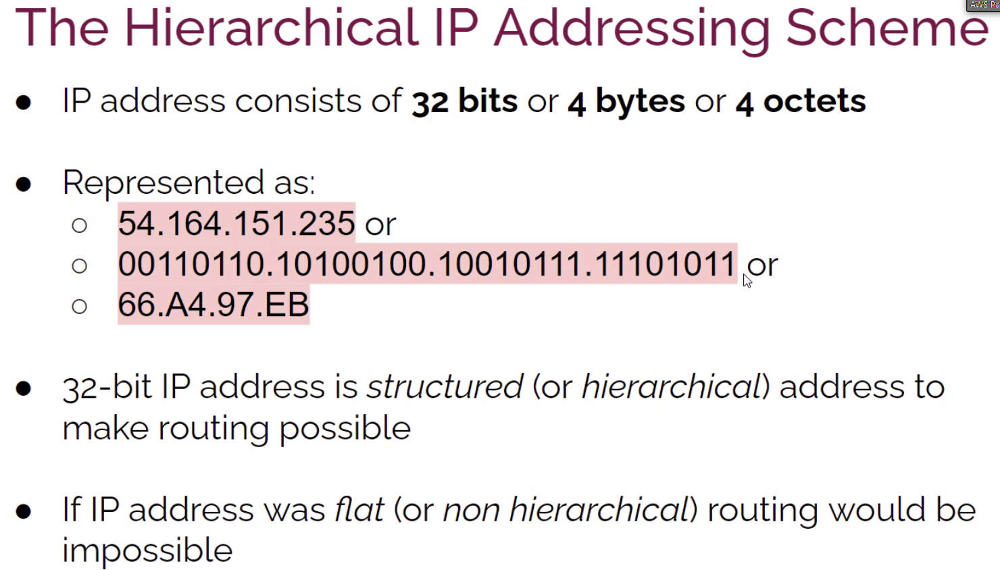 AWS Pa
The Hierarchical IP Addressing Scheme
● IP address consists of 32 bits or 4 bytes or 4 octets
● Represented as:
○ 54.164.151.235 or
○ 00110110.10100100.10010111.11101011 or
○ 66.A4.97.EB
● 32-bit IP address is structured (or hierarchical) address to
make routing possible
● If IP address was flat (or non hierarchical) routing would be
impossible